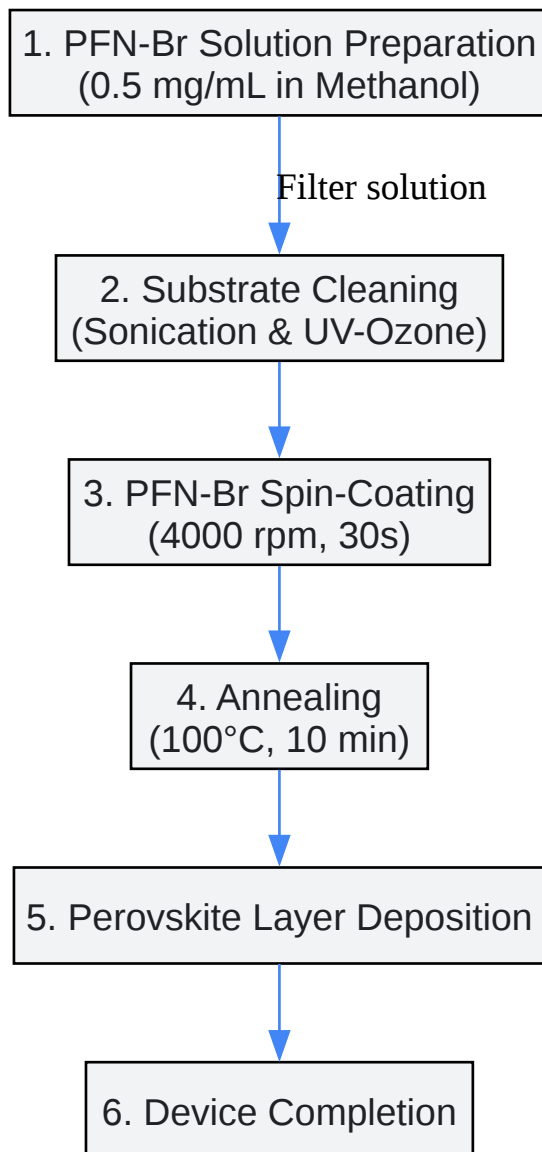 1. PFN-Br Solution Preparation
(0.5 mg/mL in Methanol)
Filter solution
2. Substrate Cleaning
(Sonication & UV-Ozone)
3. PFN-Br Spin-Coating
(4000 rpm, 30s)
4. Annealing
(100°C, 10 min)
5. Perovskite Layer Deposition
6. Device Completion